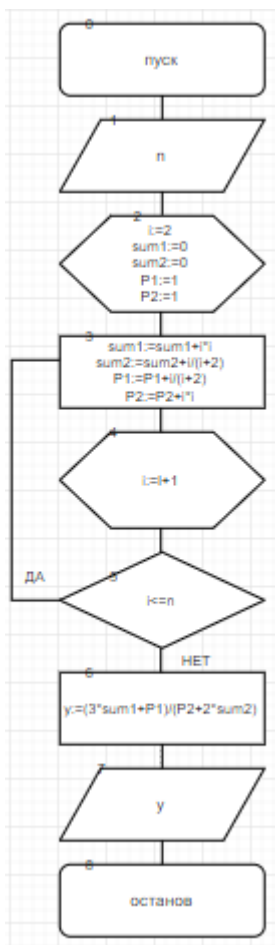 0
пуск
1
n
2
i:=2
sum1:=0
sum2:=0
P1:=1
P2:=1
3
sum1:=sum1+i*i
sum2:=sum2+i/(i+2)
P1:=P1+i/(i+2)
P2:=P2+i*i
4
i:=i+1
5
ДА
i<=n
НЕТ
6
y:=(3*sum1+P1)/(P2+2*sum2)
7
y
8
останов